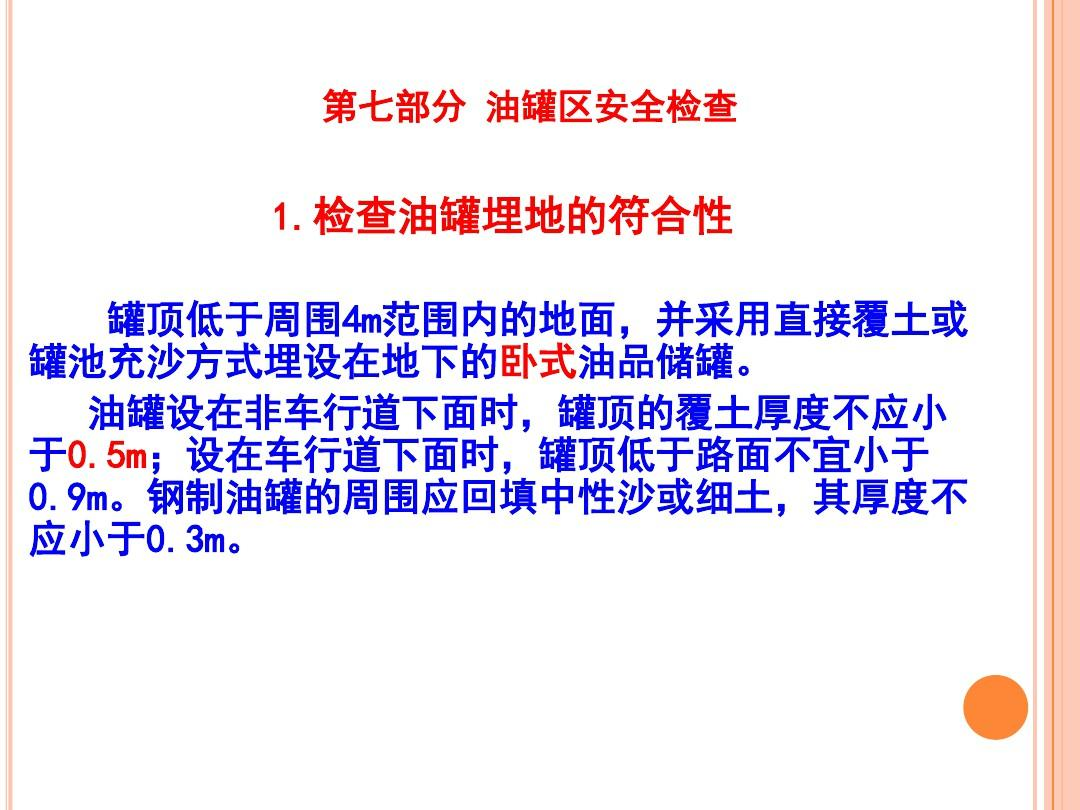 第七部分 油罐区安全检查
1.检查油罐埋地的符合性
罐顶低于周围4m范围内的地面，并采用直接覆土或
罐池充沙方式埋设在地下的卧式油品储罐。
油罐设在非车行道下面时，罐顶的覆土厚度不应小
于0.5m；设在车行道下面时，罐顶低于路面不宜小于
0.9m。钢制油罐的周围应回填中性沙或细土，其厚度不
应小于0.3m。